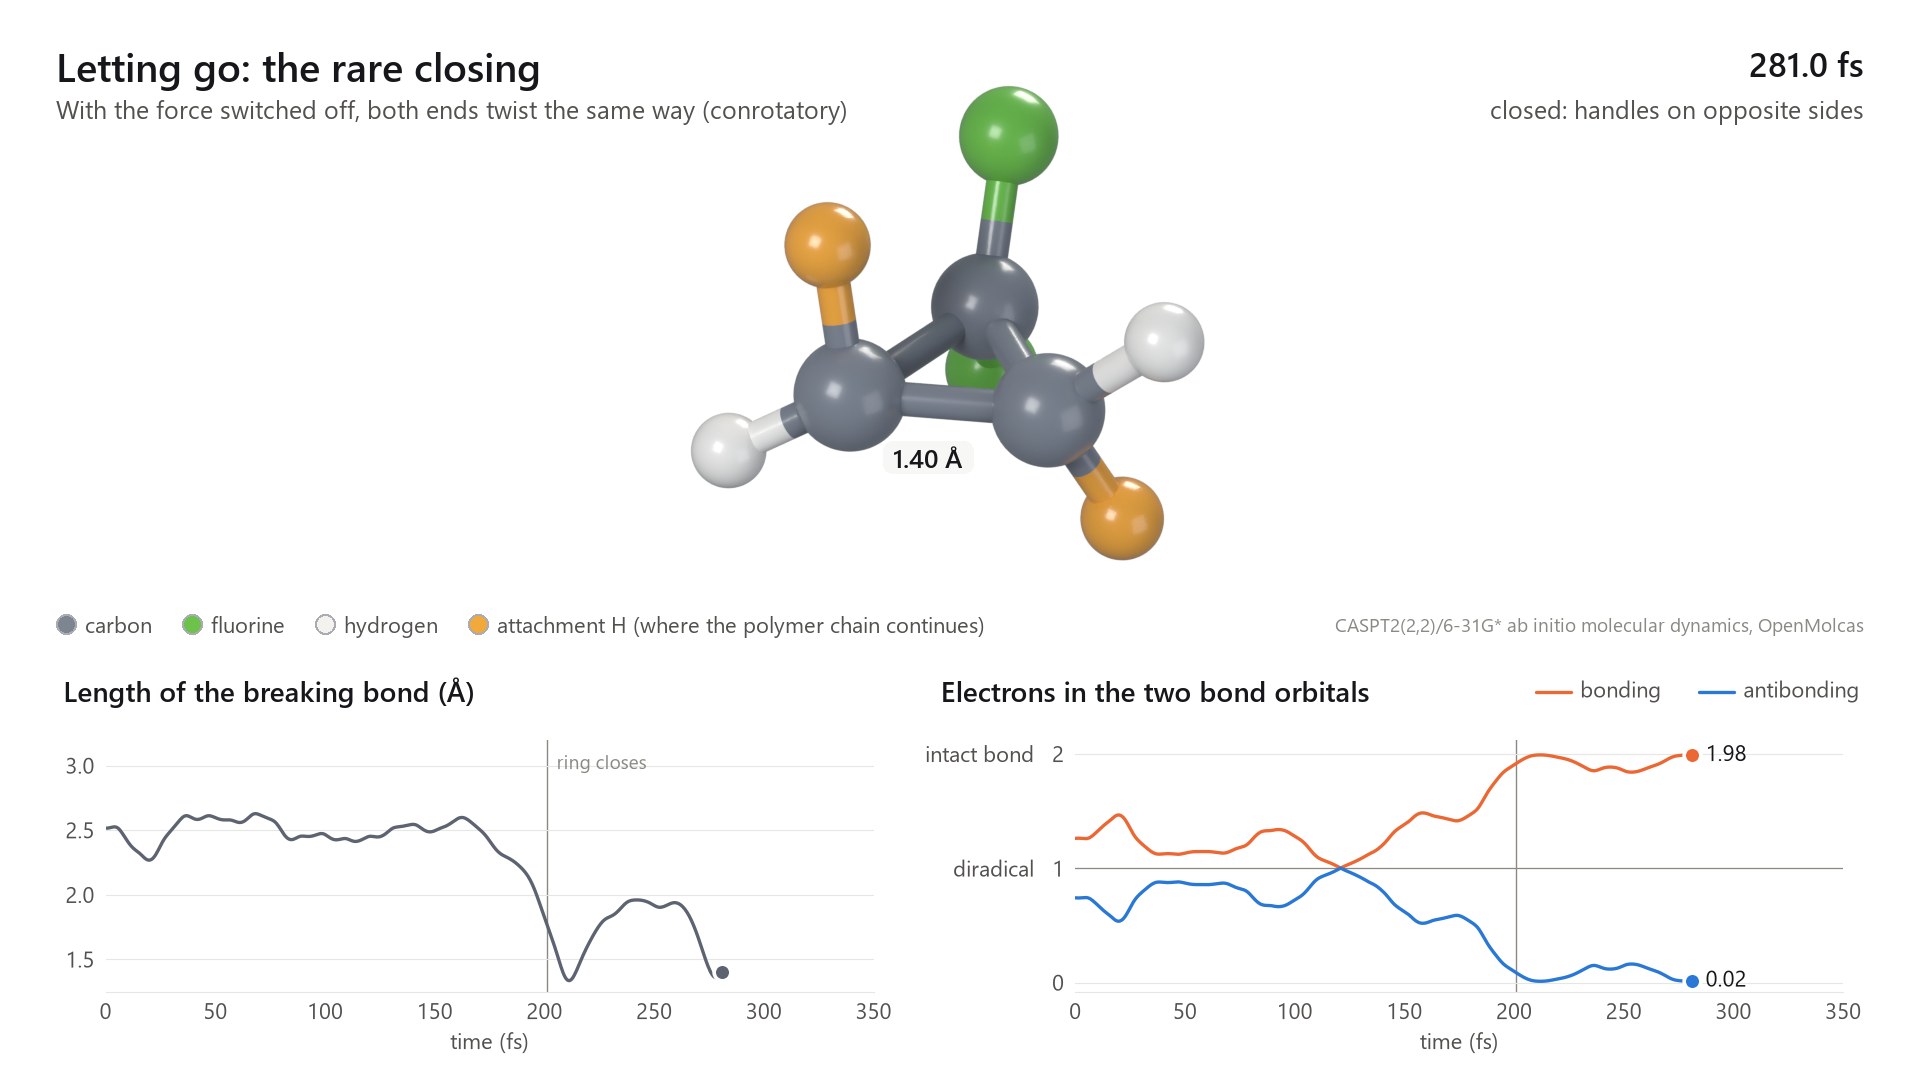 Letting go: the rare closing
With the force switched off, both ends twist the same way (conrotatory)
281.0 fs
closed: handles on opposite sides
1.40 Å
carbon
fluorine
hydrogen
attachment H (where the polymer chain continues)
CASPT2(2,2)/6-31G* ab initio molecular dynamics, OpenMolcas
Length of the breaking bond (Å)
3.0
2.5
2.0
1.5
ring closes
0 50 100 150 200 250 300 350
time (fs)
Electrons in the two bond orbitals
bonding
antibonding
intact bond 2
diradical 1
0
1.98
0.02
0 50 100 150 200 250 300 350
time (fs)